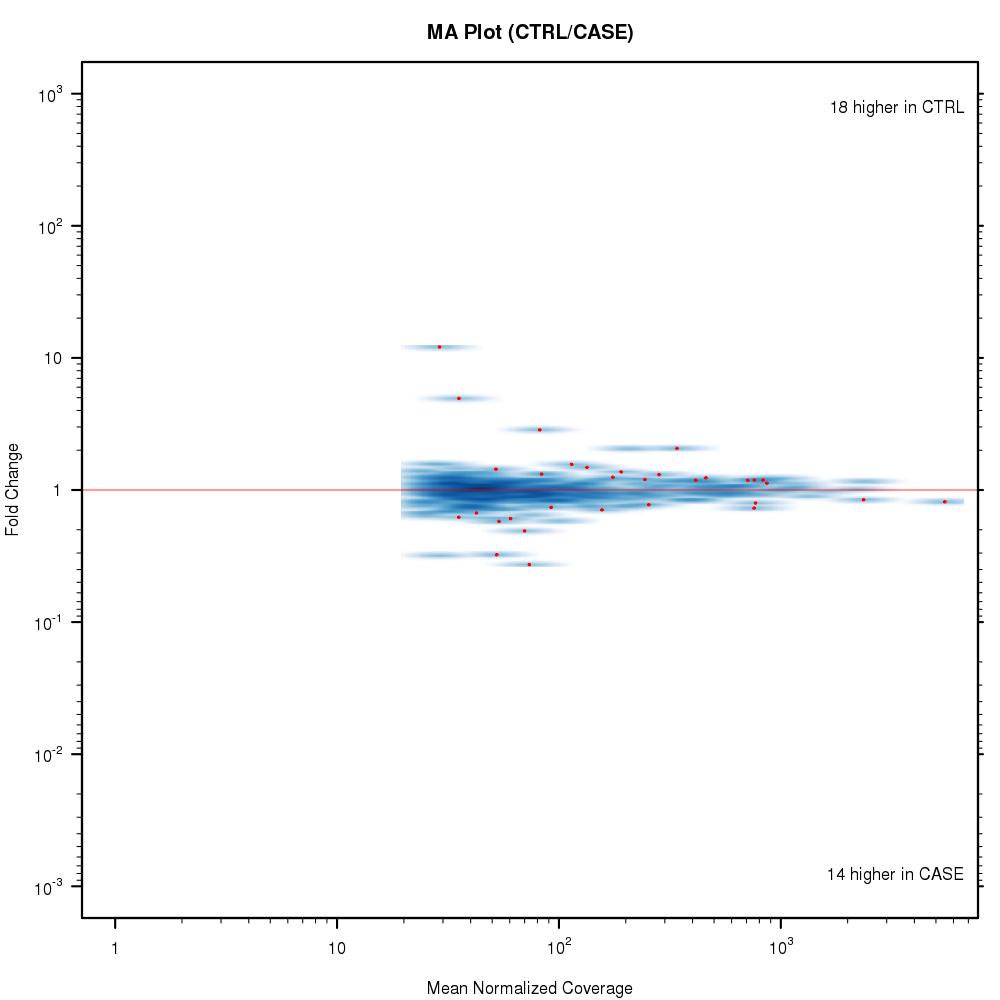 MA Plot (CTRL/CASE)
10³
18 higher in CTRL
10²
10
1
10⁻¹
10⁻²
10⁻³
14 higher in CASE
Fold Change
1
10
10²
10³
Mean Normalized Coverage